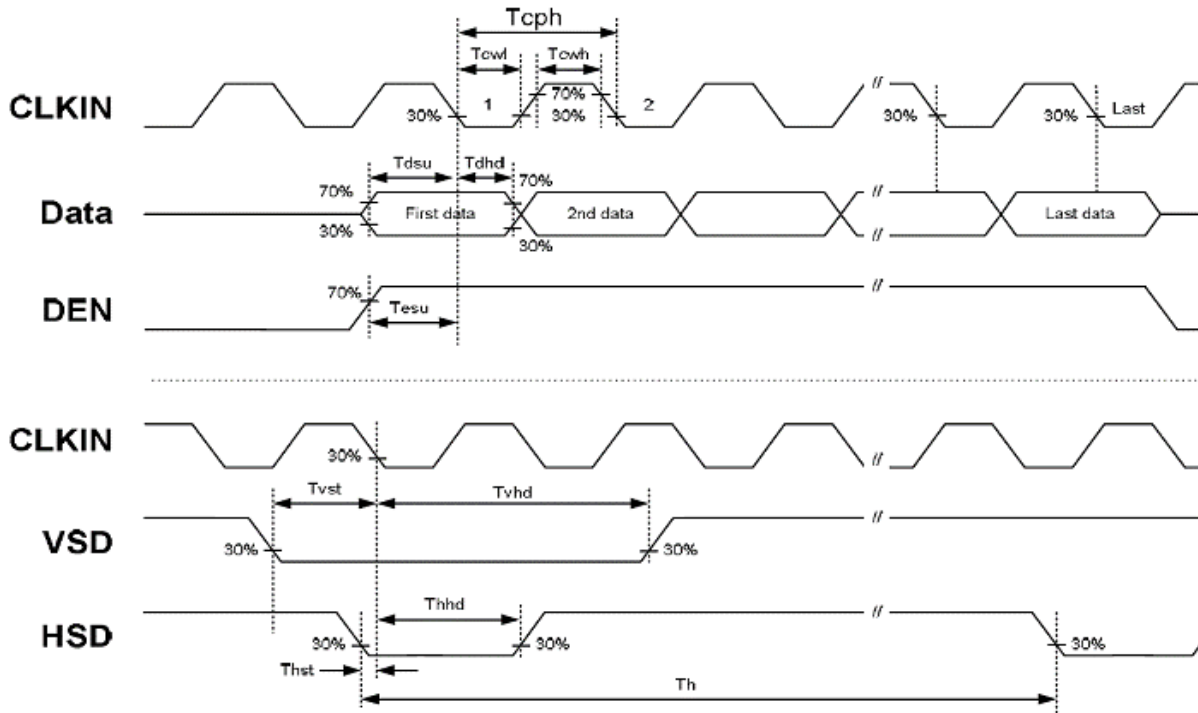 Tcph
Tcwl Tcwh
CLKIN 30% 1 70% 30% 2 // 30% 30% Last
Tdsu Tdhd
Data 70% 30% First data 70% 30% 2nd data // // Last data
DEN 70% Tesu //
CLKIN 30% //
Tvst Tvhd
VSD 30% 30% //
Thhd
HSD 30% 30% // 30%
Thst
Th